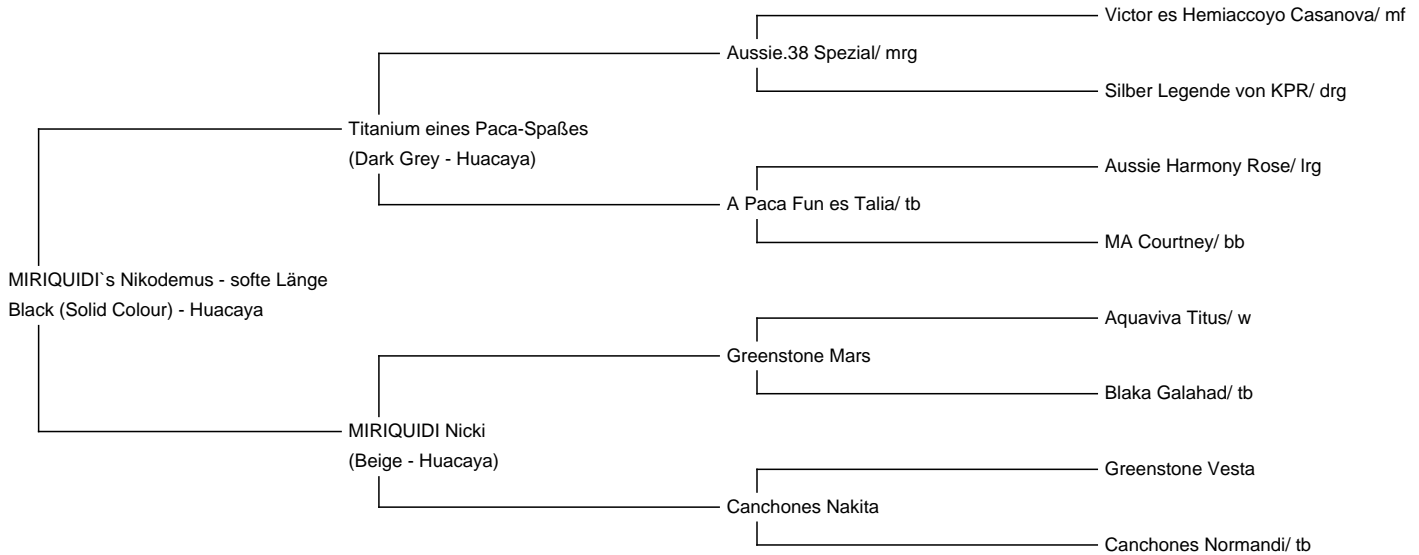 Victor es Hemiaccoyo Casanova/ mf
Aussie.38 Spezial/ mrg
Silber Legende von KPR/ drg
Titanium eines Paca-Spaßes
(Dark Grey - Huacaya)
Aussie Harmony Rose/ lrg
A Paca Fun es Talia/ tb
MA Courtney/ bb
MIRIQUIDI`s Nikodemus - softe Länge
Black (Solid Colour) - Huacaya
Aquaviva Titus/ w
Greenstone Mars
Blaka Galahad/ tb
MIRIQUIDI Nicki
(Beige - Huacaya)
Greenstone Vesta
Canchones Nakita
Canchones Normandi/ tb